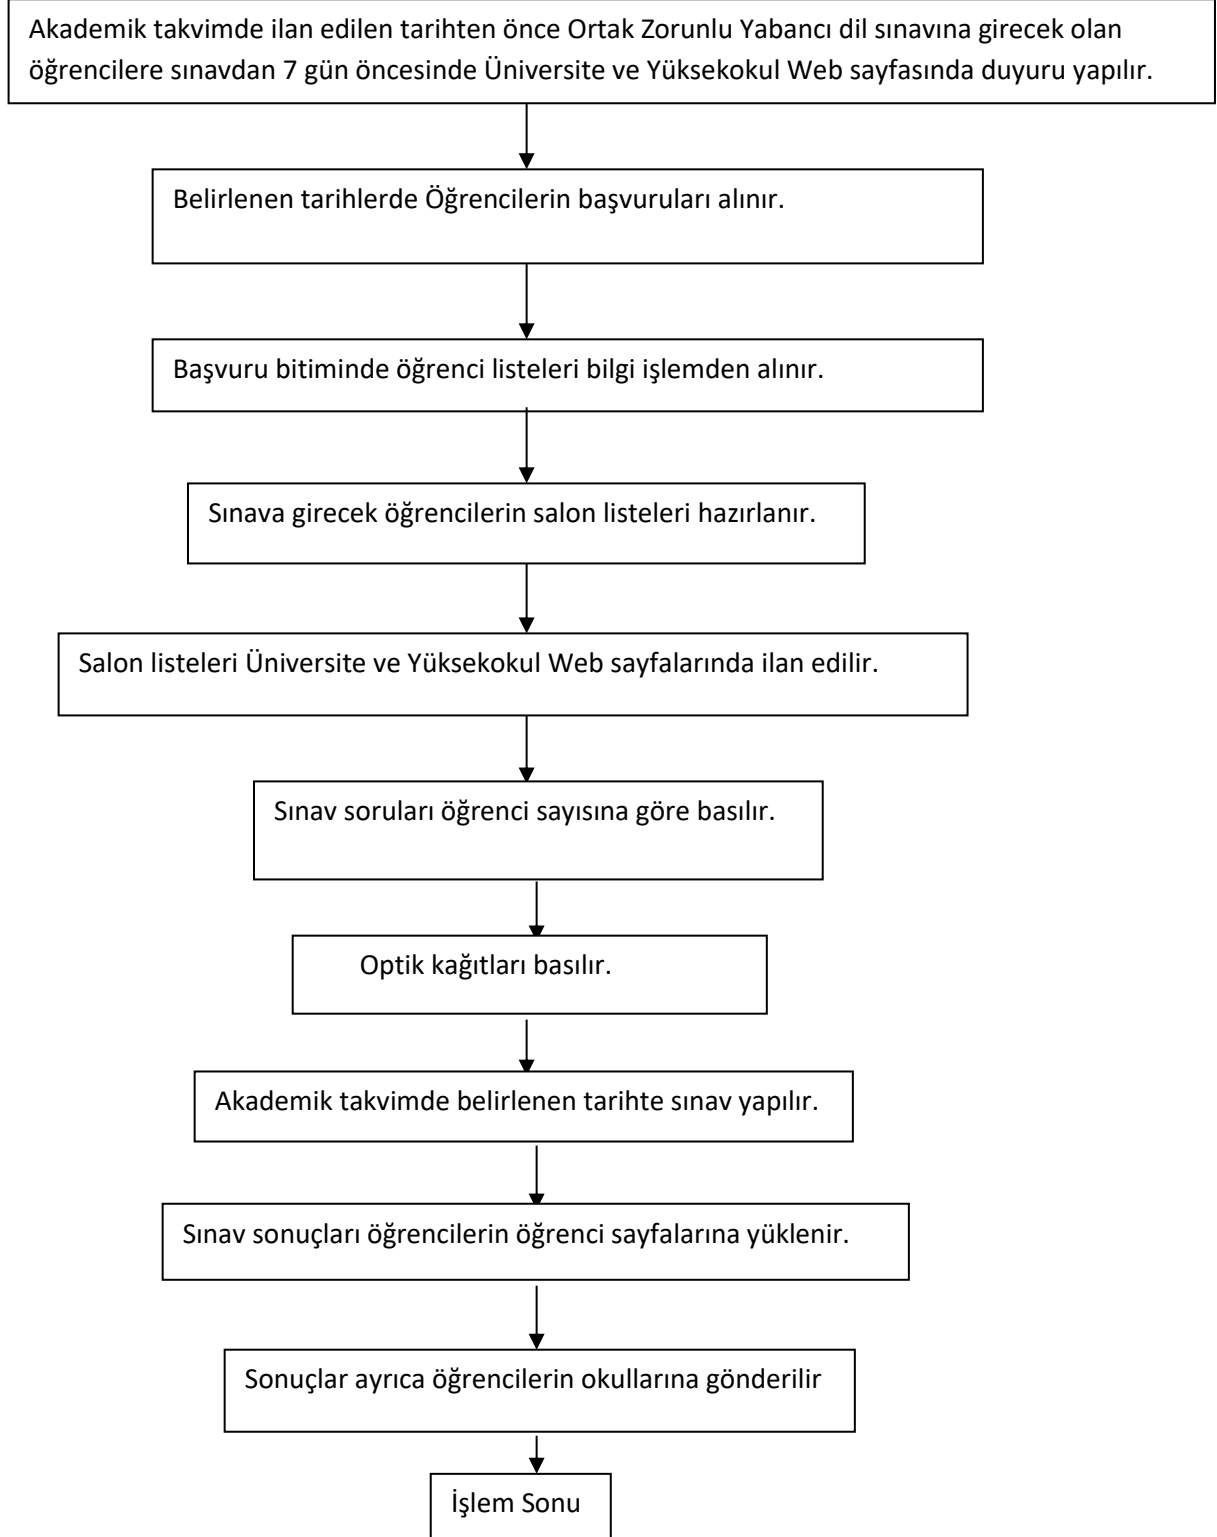 Akademik takvimde ilan edilen tarihten önce Ortak Zorunlu Yabancı dil sınavına girecek olan
öğrencilere sınavdan 7 gün öncesinde Üniversite ve Yüksekokul Web sayfasında duyuru yapılır.
Belirlenen tarihlerde Öğrencilerin başvuruları alınır.
Başvuru bitiminde öğrenci listeleri bilgi işlemden alınır.
Sınava girecek öğrencilerin salon listeleri hazırlanır.
Salon listeleri Üniversite ve Yüksekokul Web sayfalarında ilan edilir.
Sınav soruları öğrenci sayısına göre basılır.
Optik kağıtları basılır.
Akademik takvimde belirlenen tarihte sınav yapılır.
Sınav sonuçları öğrencilerin öğrenci sayfalarına yüklenir.
Sonuçlar ayrıca öğrencilerin okullarına gönderilir
İşlem Sonu